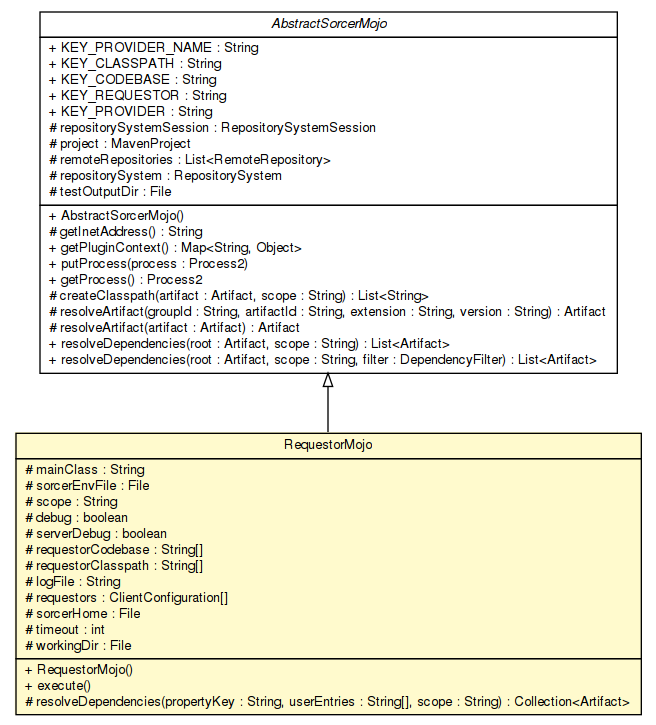 AbstractSorcerMojo
+ KEY_PROVIDER_NAME : String
+ KEY_CLASSPATH : String
+ KEY_CODEBASE : String
+ KEY_REQUESTOR : String
+ KEY_PROVIDER : String
# repositorySystemSession : RepositorySystemSession
# project : MavenProject
# remoteRepositories : List<RemoteRepository>
# repositorySystem : RepositorySystem
# testOutputDir : File
+ AbstractSorcerMojo()
# getInetAddress() : String
+ getPluginContext() : Map<String, Object>
+ putProcess(process : Process2)
+ getProcess() : Process2
# createClasspath(artifact : Artifact, scope : String) : List<String>
# resolveArtifact(groupId : String, artifactId : String, extension : String, version : String) : Artifact
# resolveArtifact(artifact : Artifact) : Artifact
+ resolveDependencies(root : Artifact, scope : String) : List<Artifact>
+ resolveDependencies(root : Artifact, scope : String, filter : DependencyFilter) : List<Artifact>
RequestorMojo
# mainClass : String
# sorcerEnvFile : File
# scope : String
# debug : boolean
# serverDebug : boolean
# requestorCodebase : String[]
# requestorClasspath : String[]
# logFile : String
# requestors : ClientConfiguration[]
# sorcerHome : File
# timeout : int
# workingDir : File
+ RequestorMojo()
+ execute()
# resolveDependencies(propertyKey : String, userEntries : String[], scope : String) : Collection<Artifact>